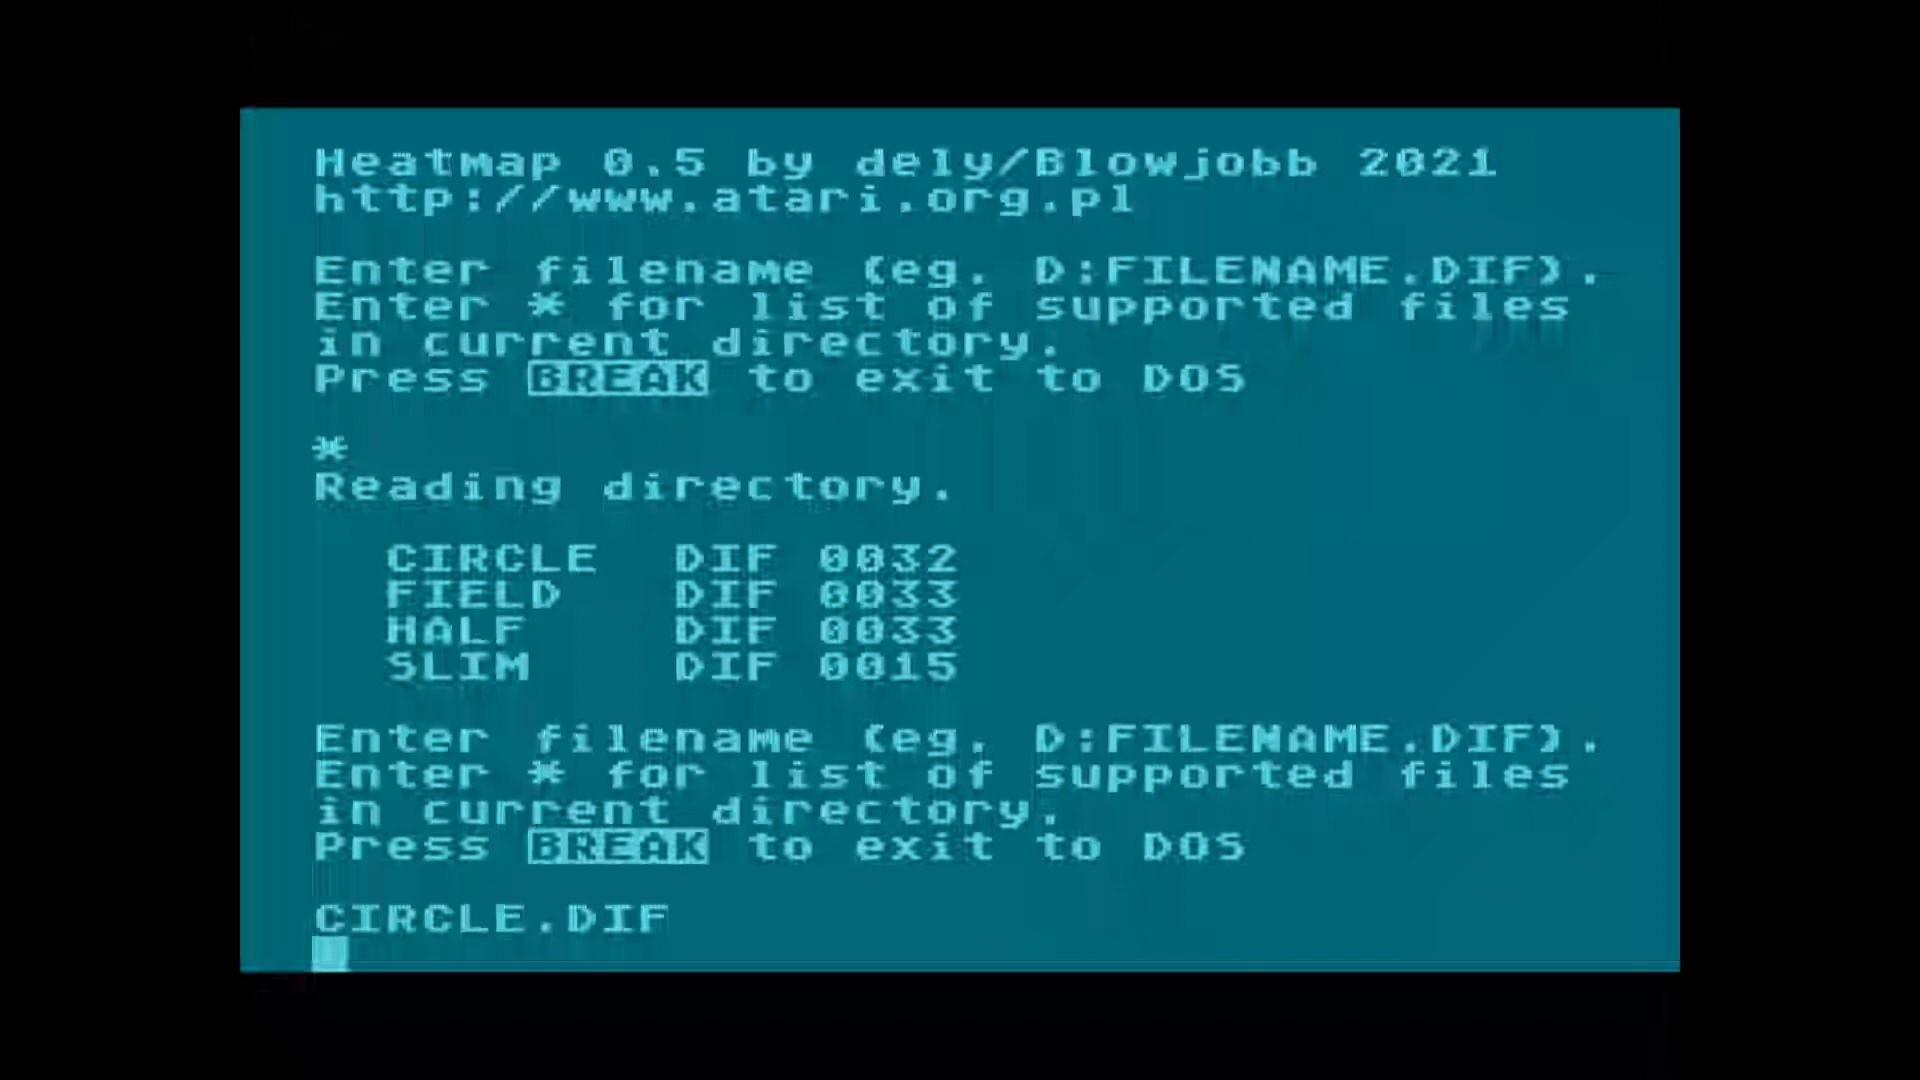 Heatmap 0.5 by dely/Blowjobb 2021
http://www.atari.org.pl
Enter filename (eg. D:FILENAME.DIF).
Enter * for list of supported files
in current directory.
Press BREAK to exit to DOS
*
Reading directory.
CIRCLE DIF 0032
FIELD DIF 0033
HALF DIF 0033
SLIM DIF 0015
Enter filename (eg. D:FILENAME.DIF).
Enter * for list of supported files
in current directory.
Press BREAK to exit to DOS
CIRCLE.DIF